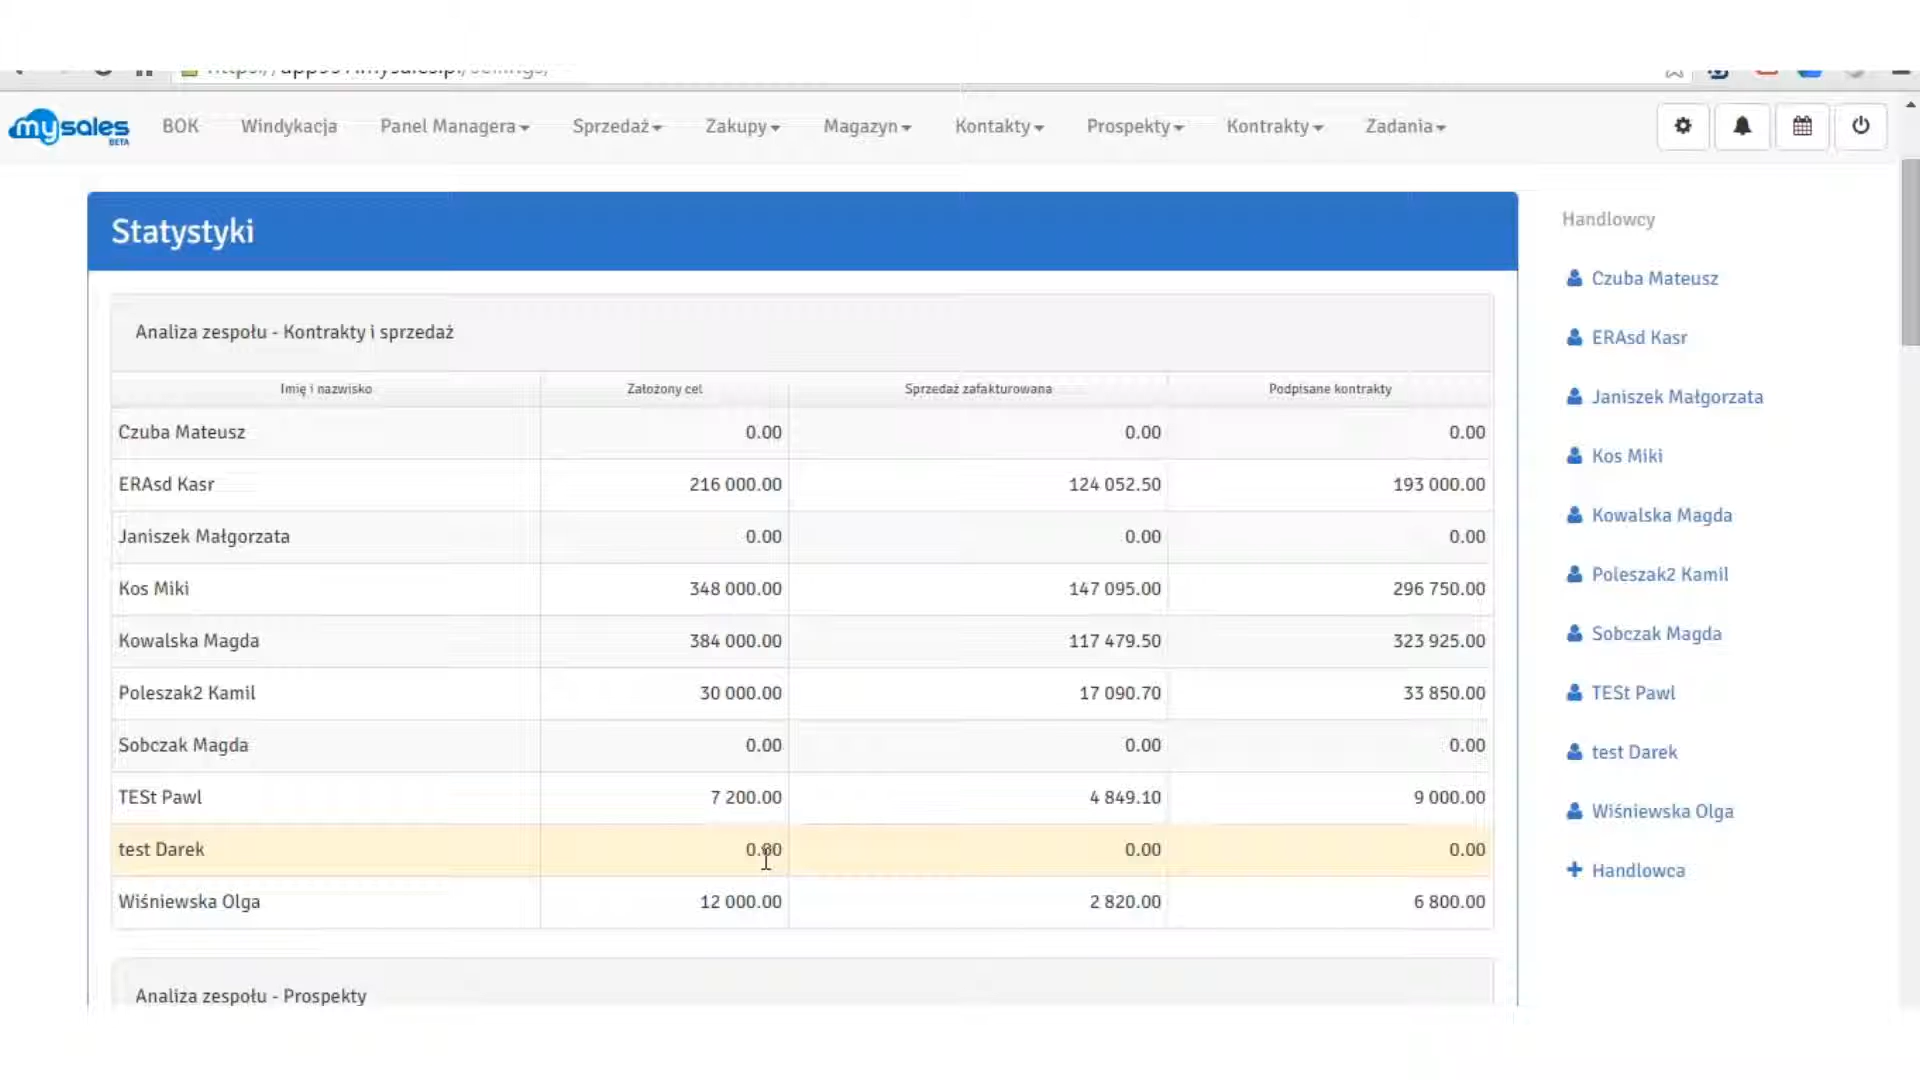 mysales BETA BOK Windykacja Panel Managera Sprzedaż Zakupy Magazyn Kontakty Prospekty Kontrakty Zadania
Statystyki
Analiza zespołu - Kontrakty i sprzedaż
Imię i nazwisko Założony cel Sprzedaż zafakturowana Podpisane kontrakty
Czuba Mateusz 0.00 0.00 0.00
ERAsd Kasr 216 000.00 124 052.50 193 000.00
Janiszek Małgorzata 0.00 0.00 0.00
Kos Miki 348 000.00 147 095.00 296 750.00
Kowalska Magda 384 000.00 117 479.50 323 925.00
Poleszak2 Kamil 30 000.00 17 090.70 33 850.00
Sobczak Magda 0.00 0.00 0.00
TESt Pawl 7 200.00 4 849.10 9 000.00
test Darek 0.00 0.00 0.00
Wiśniewska Olga 12 000.00 2 820.00 6 800.00
Analiza zespołu - Prospekty
Handlowcy
Czuba Mateusz
ERAsd Kasr
Janiszek Małgorzata
Kos Miki
Kowalska Magda
Poleszak2 Kamil
Sobczak Magda
TESt Pawl
test Darek
Wiśniewska Olga
Handlowca